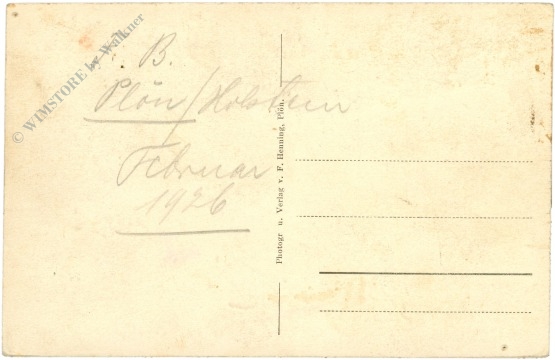 © WIMSTORE by Walkner
B.
Plön/Holstein
Februar
1926
Photogr u. Verlag v. F. Henning, Plön.